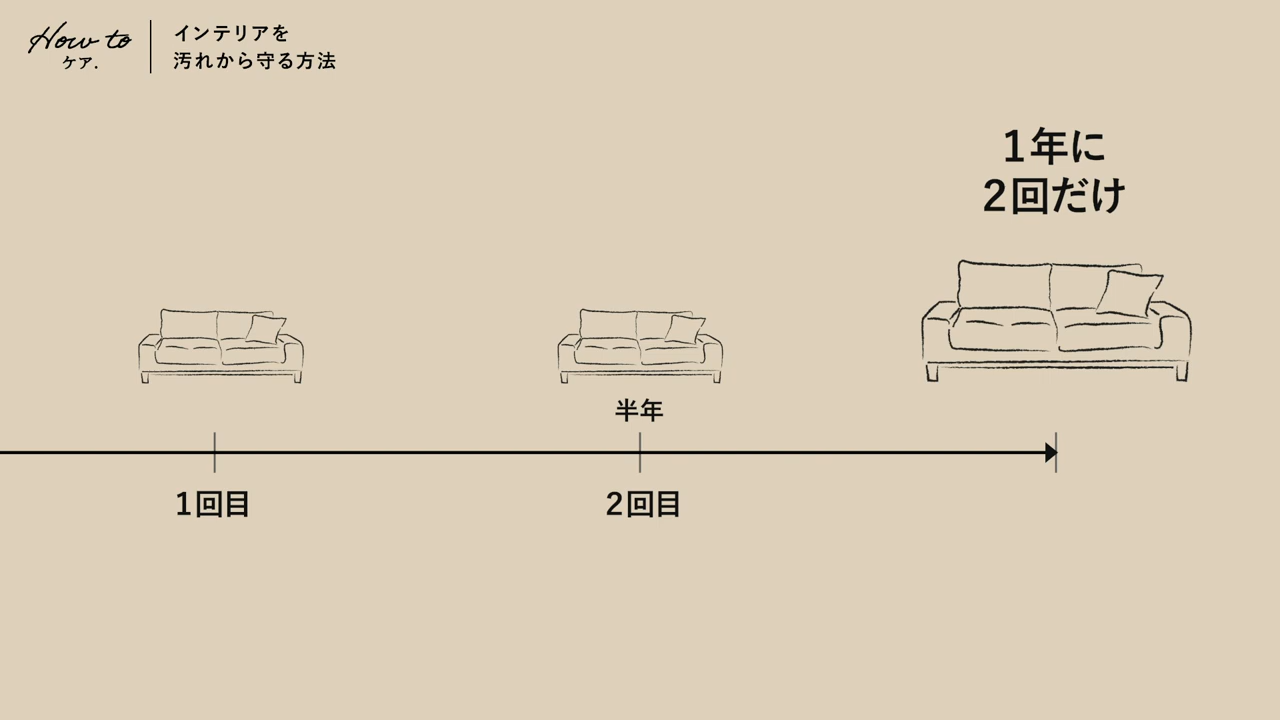 How to
ケア.
インテリアを
汚れから守る方法
1年に
2回だけ
半年
1回目
2回目